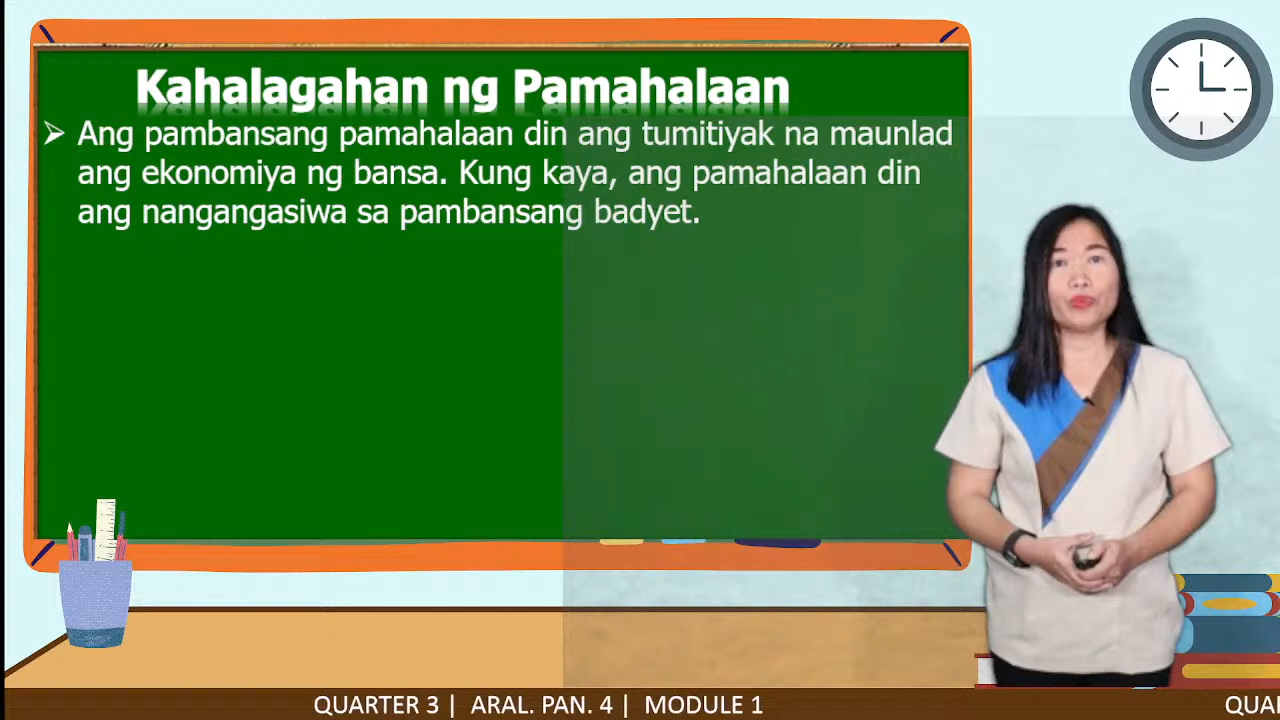 Kahalagahan ng Pamahalaan
➢ Ang pambansang pamahalaan din ang tumitiyak na maunlad
ang ekonomiya ng bansa. Kung kaya, ang pamahalaan din
ang nangangasiwa sa pambansang badyet.
QUARTER 3 | ARAL. PAN. 4 | MODULE 1
QUAI